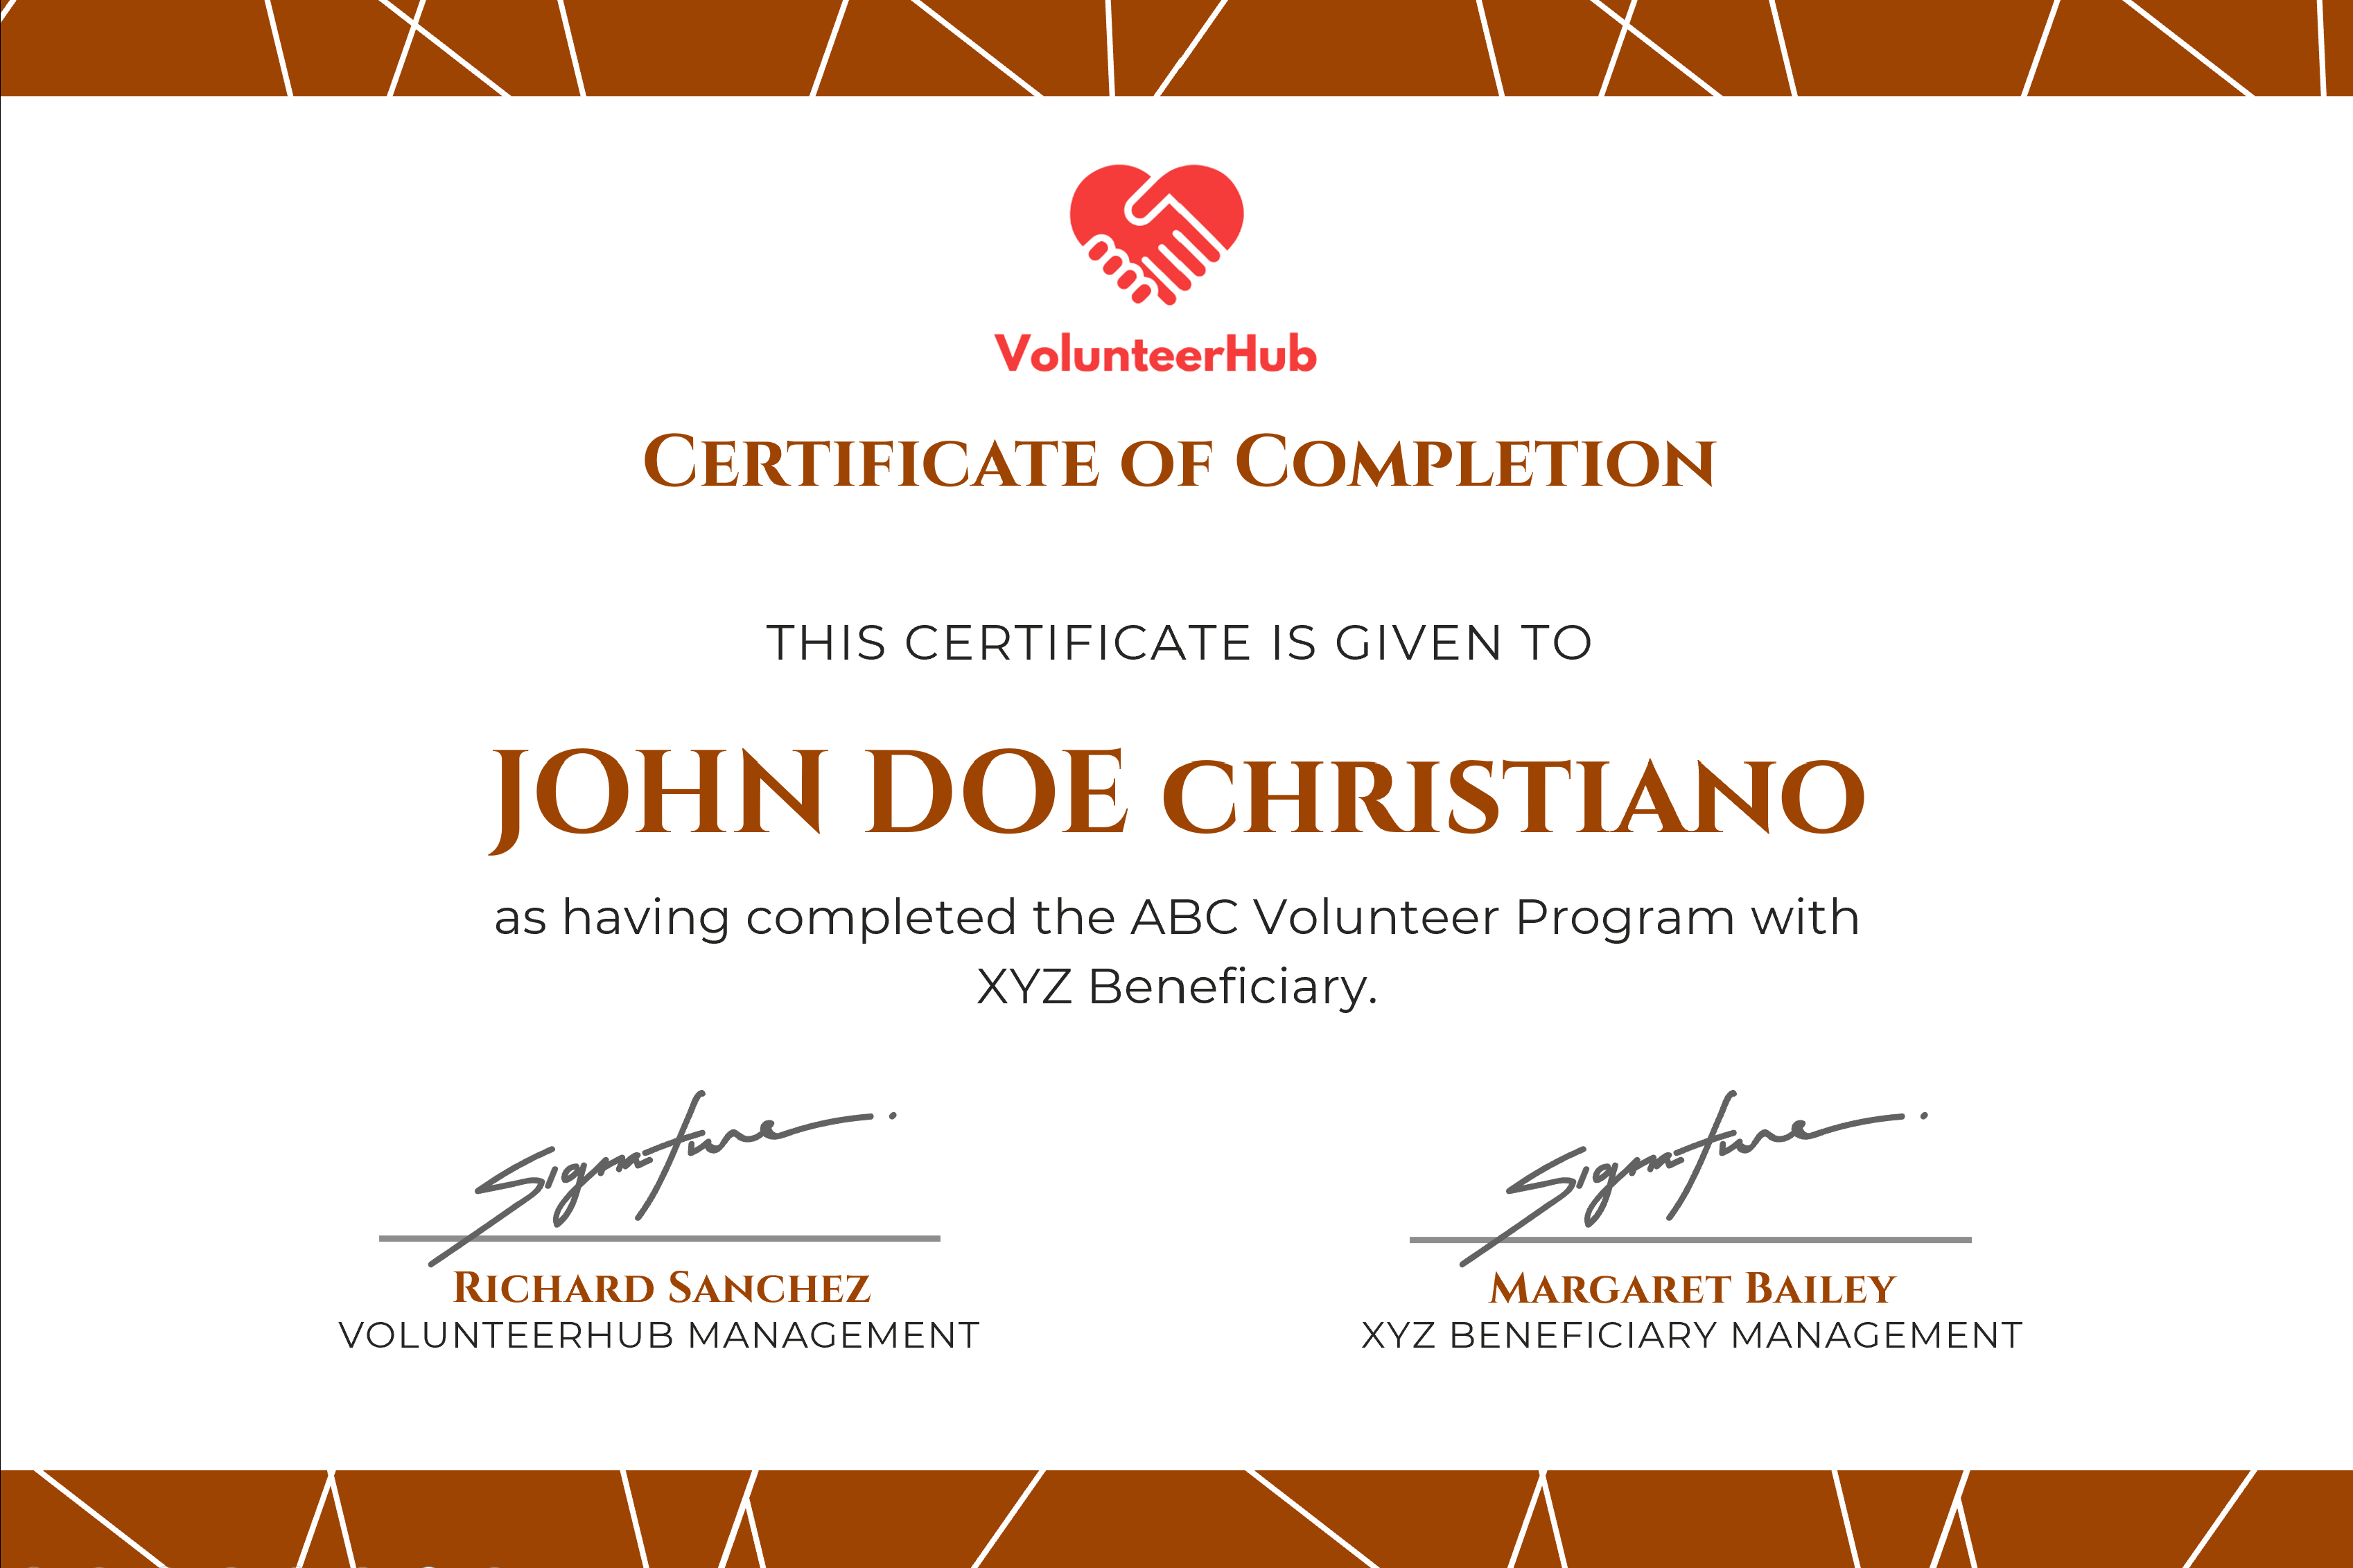 VolunteerHub
Certificate of Completion
THIS CERTIFICATE IS GIVEN TO
JOHN DOE CHRISTIANO
as having completed the ABC Volunteer Program with
XYZ Beneficiary.
Signature Signature
Richard Sanchez Margaret Bailey
VOLUNTEERHUB MANAGEMENT XYZ BENEFICIARY MANAGEMENT